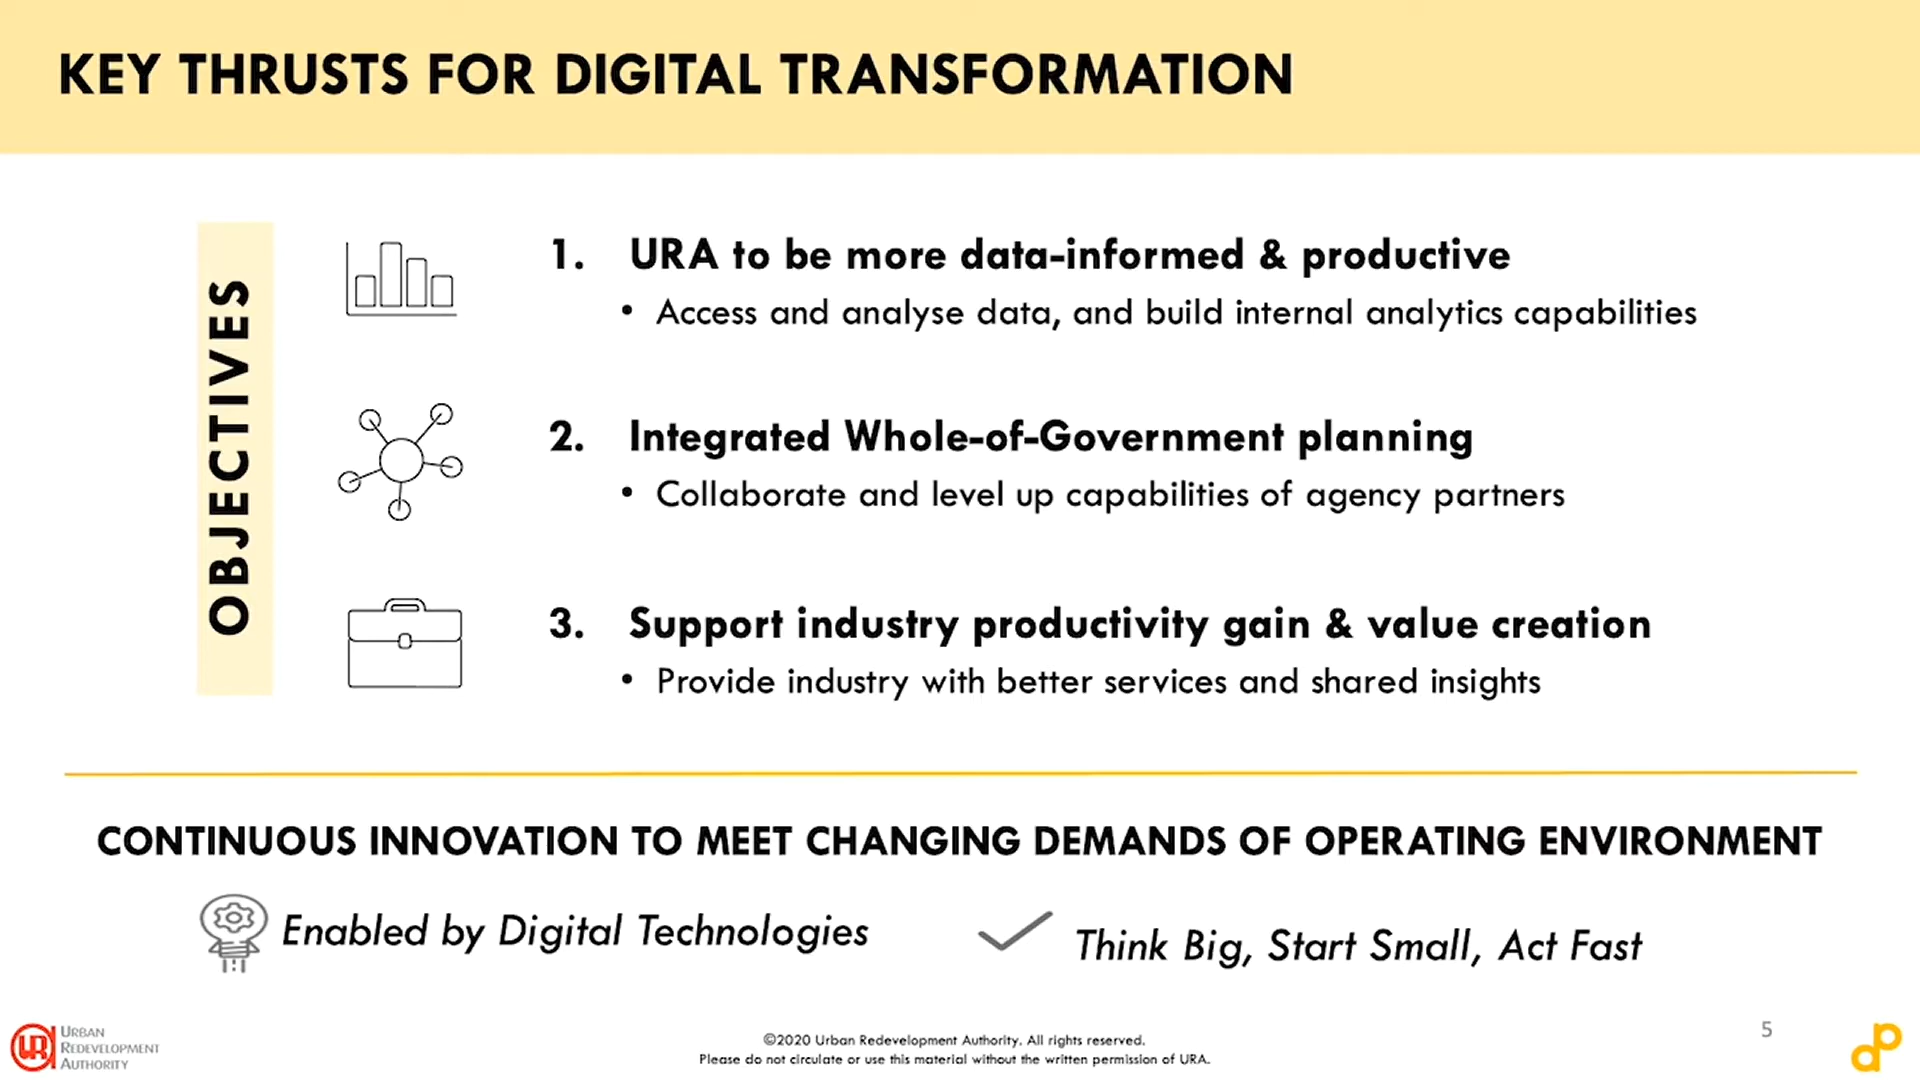 KEY THRUSTS FOR DIGITAL TRANSFORMATION
OBJECTIVES
1. URA to be more data-informed & productive
• Access and analyse data, and build internal analytics capabilities
2. Integrated Whole-of-Government planning
• Collaborate and level up capabilities of agency partners
3. Support industry productivity gain & value creation
• Provide industry with better services and shared insights
CONTINUOUS INNOVATION TO MEET CHANGING DEMANDS OF OPERATING ENVIRONMENT
Enabled by Digital Technologies
Think Big, Start Small, Act Fast
URBAN
REDEVELOPMENT
AUTHORITY
©2020 Urban Redevelopment Authority. All rights reserved.
Please do not circulate or use this material without the written permission of URA.
5